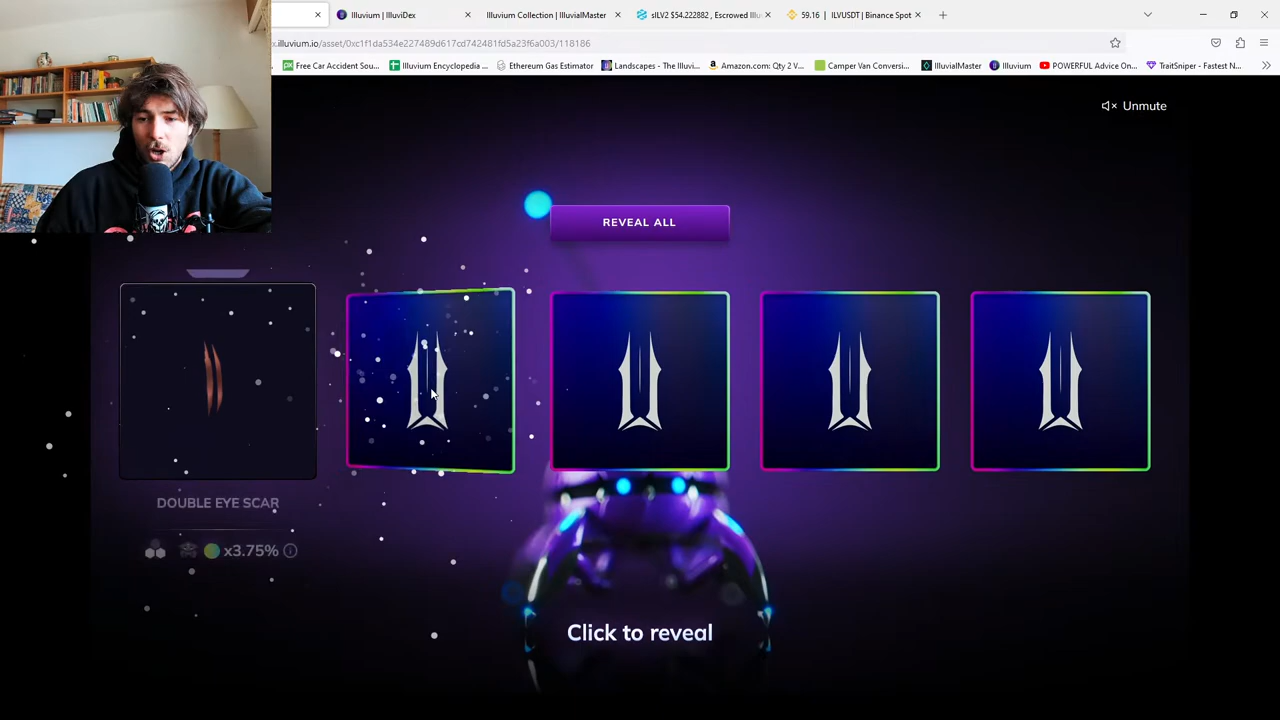 Illuvium | IlluviDex
Illuvium Collection | IlluvialMaster
sILV2 $54.222882 , Escrowed Illu
59.16 | ILVUSDT | Binance Spot
.illuvium.io/asset/0xc1f1da534e227489d617cd742481fd5a23f6a003/118186
Free Car Accident Sou...
Illuvium Encyclopedia ...
Ethereum Gas Estimator
Landscapes - The Illuvi...
Amazon.com: Qty 2 V...
Camper Van Conversi...
IlluvialMaster
Illuvium
POWERFUL Advice On...
TraitSniper - Fastest N...
Unmute
REVEAL ALL
DOUBLE EYE SCAR
x3.75%
Click to reveal